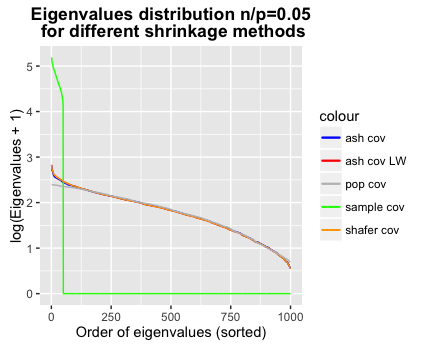 Eigenvalues distribution n/p=0.05
for different shrinkage methods
log(Eigenvalues + 1)
5
4
3
2
1
0
0
250
500
750
1000
Order of eigenvalues (sorted)
colour
ash cov
ash cov LW
pop cov
sample cov
shafer cov